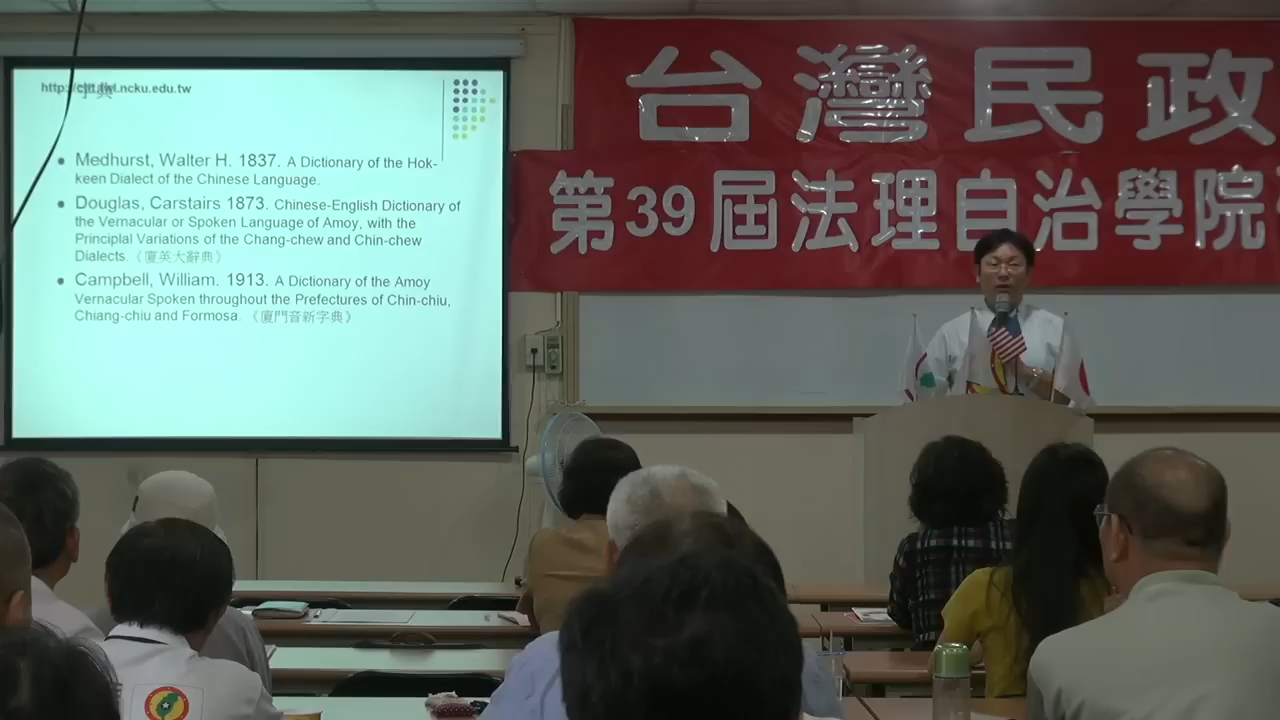 http://ctlt.twl.ncku.edu.tw
字典
Medhurst, Walter H. 1837. A Dictionary of the Hok-
keen Dialect of the Chinese Language.
Douglas, Carstairs 1873. Chinese-English Dictionary of
the Vernacular or Spoken Language of Amoy, with the
Principlal Variations of the Chang-chew and Chin-chew
Dialects.《廈英大辭典》
Campbell, William. 1913. A Dictionary of the Amoy
Vernacular Spoken throughout the Prefectures of Chin-chiu,
Chiang-chiu and Formosa. 《廈門音新字典》
台灣民政
第39屆法理自治學院